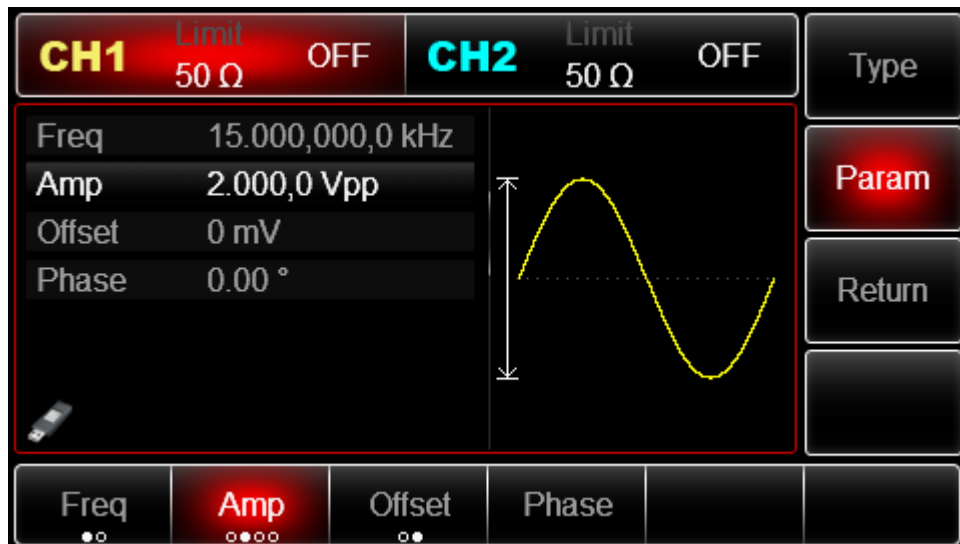 CH1 Limit 50 Ω OFF
CH2 Limit 50 Ω OFF
Type
Freq 15.000,000,0 kHz
Amp 2.000,0 Vpp
Offset 0 mV
Phase 0.00 °
Param
Return
Freq Amp Offset Phase